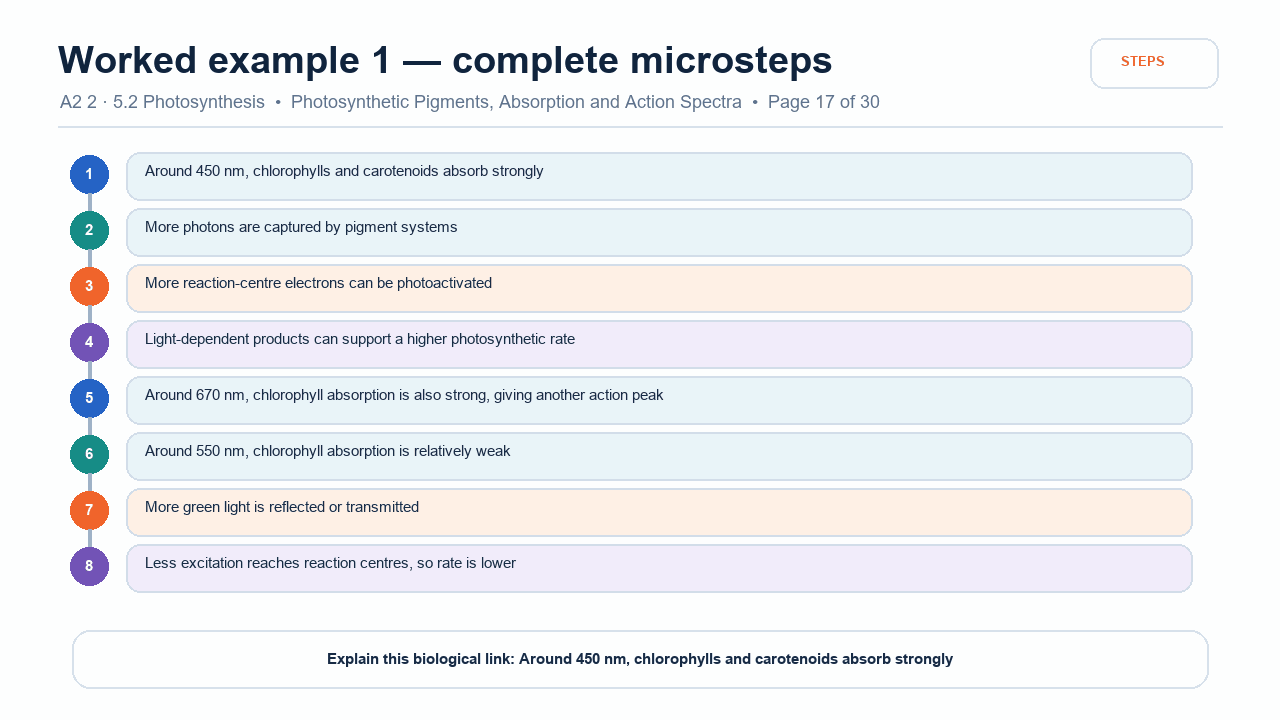 Worked example 1 — complete microsteps
STEPS
A2 2 · 5.2 Photosynthesis • Photosynthetic Pigments, Absorption and Action Spectra • Page 17 of 30
1 Around 450 nm, chlorophylls and carotenoids absorb strongly
2 More photons are captured by pigment systems
3 More reaction-centre electrons can be photoactivated
4 Light-dependent products can support a higher photosynthetic rate
5 Around 670 nm, chlorophyll absorption is also strong, giving another action peak
6 Around 550 nm, chlorophyll absorption is relatively weak
7 More green light is reflected or transmitted
8 Less excitation reaches reaction centres, so rate is lower
Explain this biological link: Around 450 nm, chlorophylls and carotenoids absorb strongly